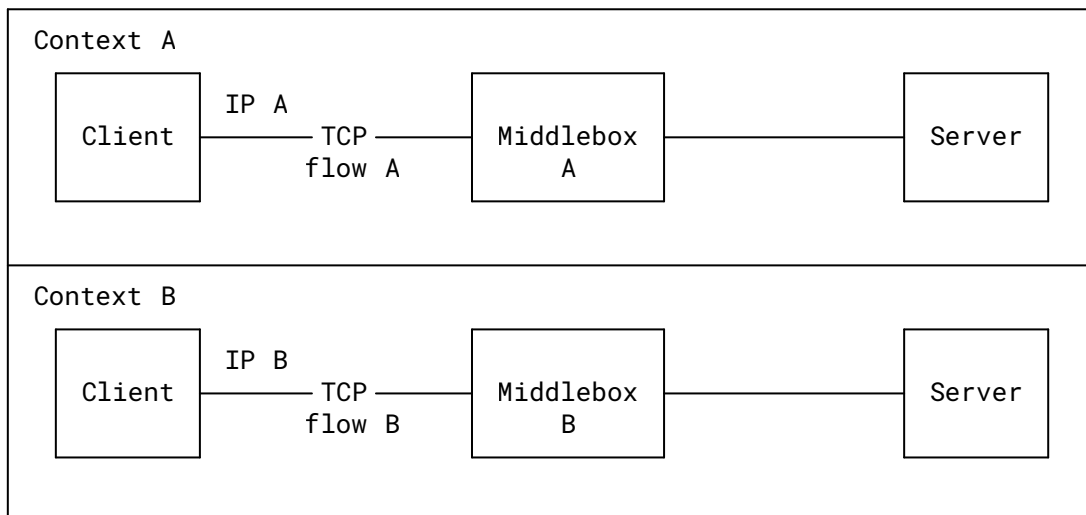 Context A
IP A
Client
TCP
flow A
Middlebox
A
Server
Context B
IP B
Client
TCP
flow B
Middlebox
B
Server